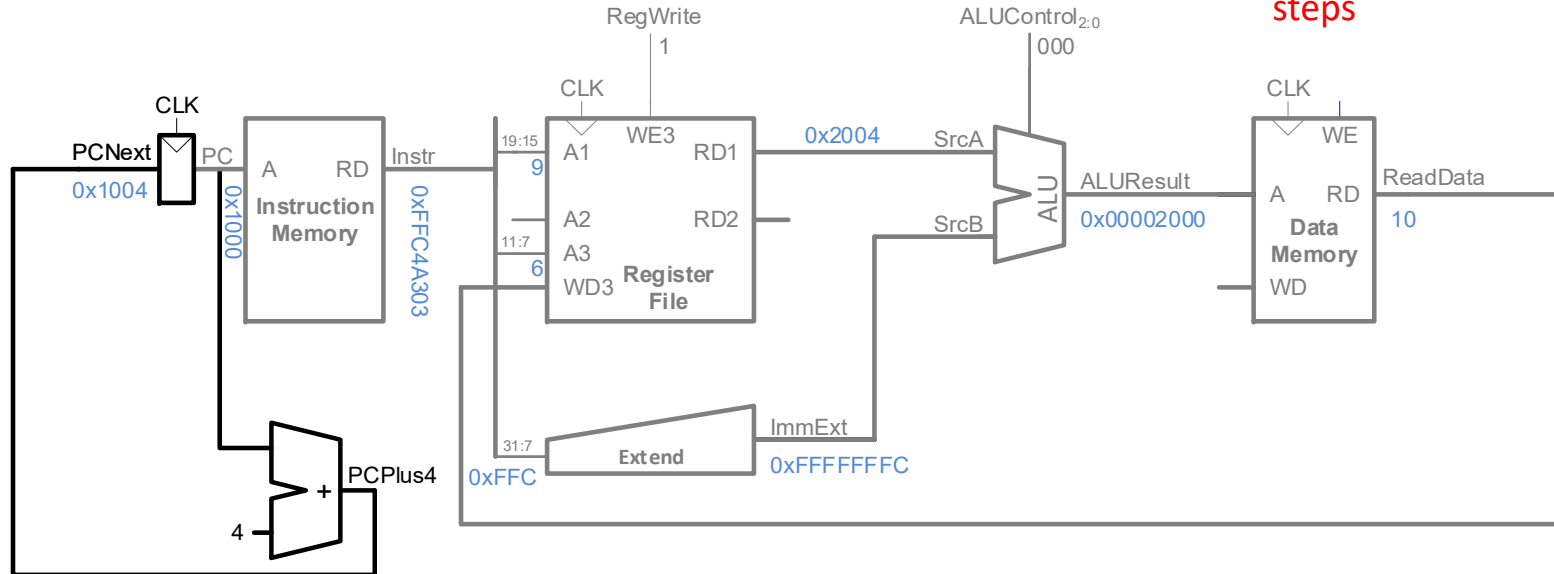 steps
RegWrite
1
ALUControl2:0
000
CLK
CLK
CLK
PCNext
0x1004
PC
0x1000
A
RD
Instruction
Memory
Instr
0xFFC4A303
19:15
9
A1
WE3
RD1
0x2004
SrcA
A2
RD2
SrcB
11:7
6
A3
WD3
Register
File
ALU
ALUResult
0x00002000
WE
A
RD
ReadData
10
Data
Memory
WD
31:7
0xFFC
Extend
ImmExt
0xFFFFFFFC
PCPlus4
+
4